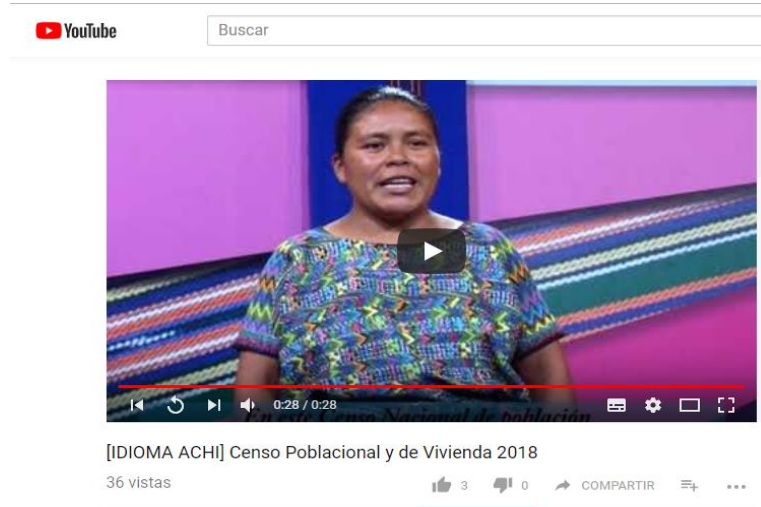 YouTube
Buscar
0:28 / 0:28
En este Censo Nacional de población
[IDIOMA ACHI] Censo Poblacional y de Vivienda 2018
36 vistas
3
0
COMPARTIR